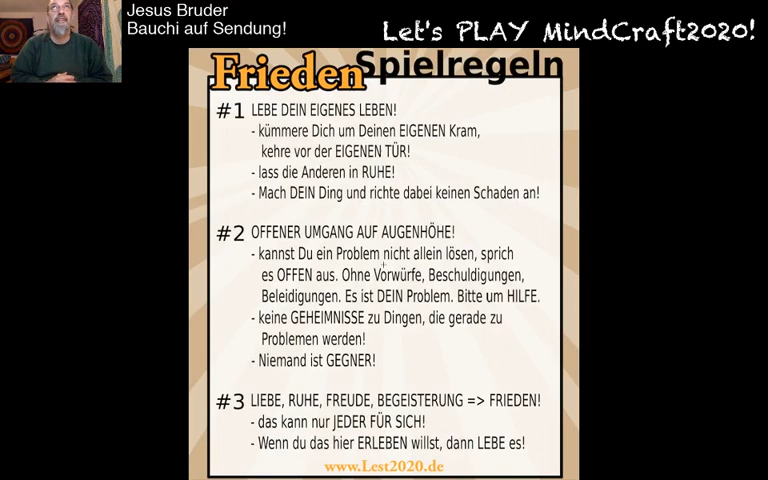 Jesus Bruder
Bauchi auf Sendung!
Let's PLAY MindCraft2020!
Frieden Spielregeln
#1 LEBE DEIN EIGENES LEBEN!
- kümmere Dich um Deinen EIGENEN Kram,
kehre vor der EIGENEN TÜR!
- lass die Anderen in RUHE!
- Mach DEIN Ding und richte dabei keinen Schaden an!
#2 OFFENER UMGANG AUF AUGENHÖHE!
- kannst Du ein Problem nicht allein lösen, sprich
es OFFEN aus. Ohne Vorwürfe, Beschuldigungen,
Beleidigungen. Es ist DEIN Problem. Bitte um HILFE.
- keine GEHEIMNISSE zu Dingen, die gerade zu
Problemen werden!
- Niemand ist GEGNER!
#3 LIEBE, RUHE, FREUDE, BEGEISTERUNG => FRIEDEN!
- das kann nur JEDER FÜR SICH!
- Wenn du das hier ERLEBEN willst, dann LEBE es!
www.Lest2020.de